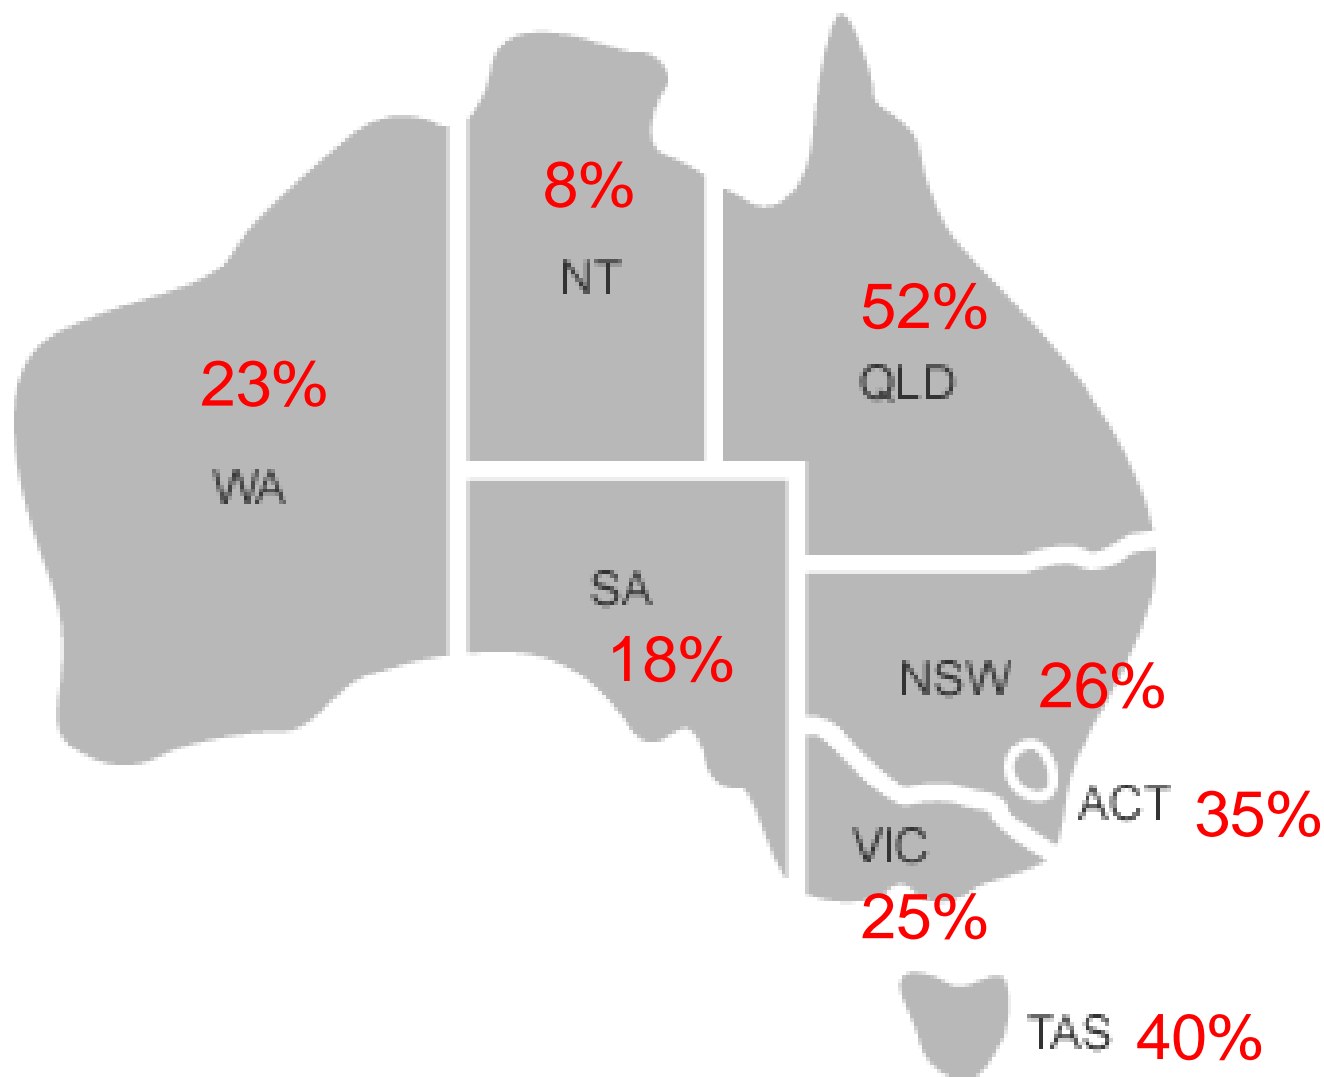 8%
NT
52%
QLD
23%
WA
SA
18%
NSW 26%
ACT 35%
VIC
25%
TAS 40%